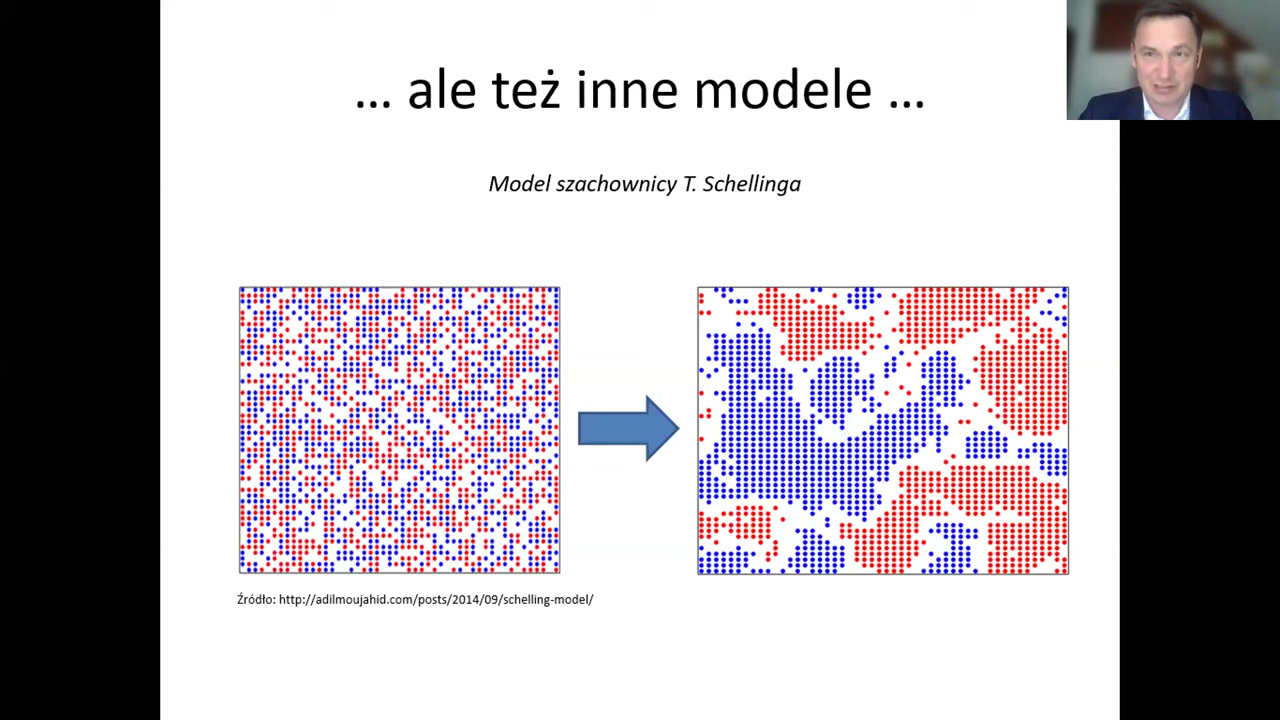 ... ale też inne modele ...
Model szachownicy T. Schellinga
Źródło: http://adilmoujahid.com/posts/2014/09/schelling-model/